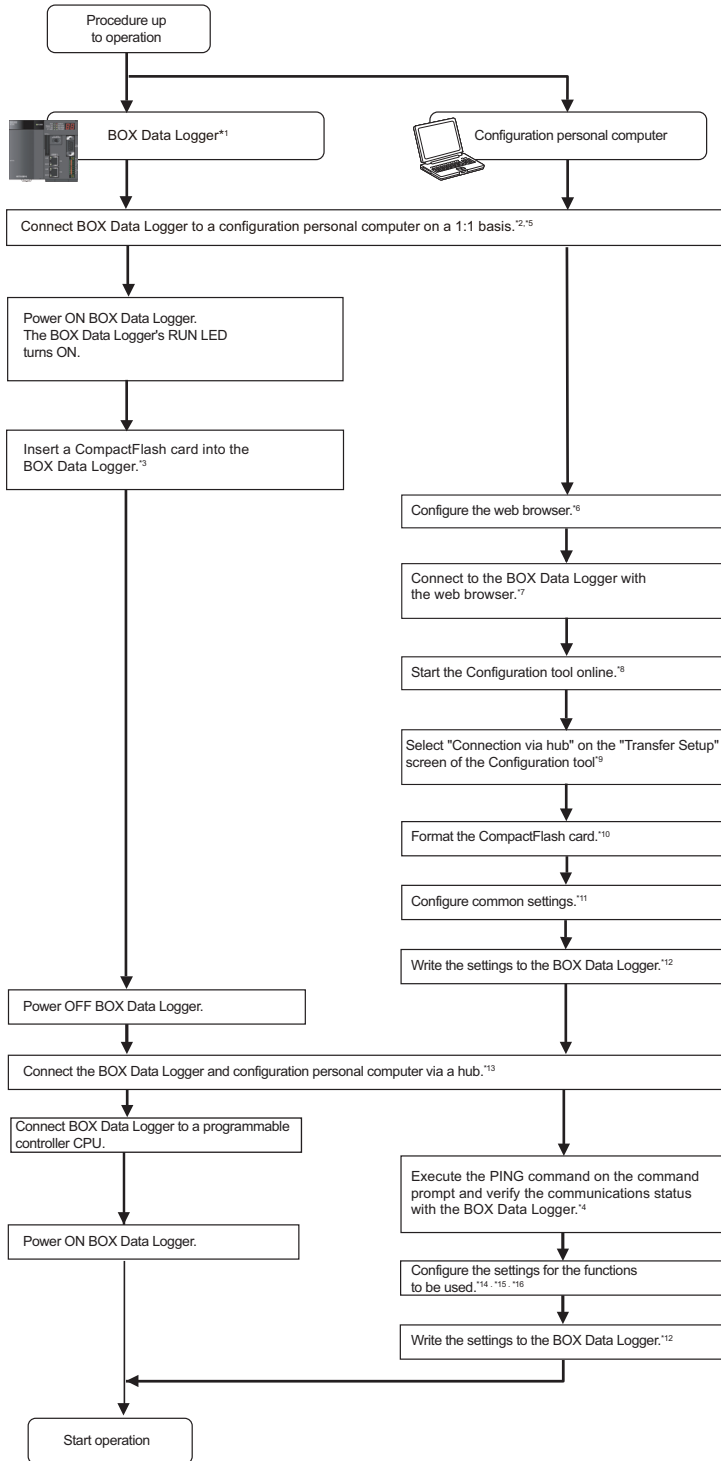 Procedure up
to operation
BOX Data Logger*1
Configuration personal computer
Connect BOX Data Logger to a configuration personal computer on a 1:1 basis.*2,*5
Power ON BOX Data Logger.
The BOX Data Logger's RUN LED
turns ON.
Insert a CompactFlash card into the
BOX Data Logger.*3
Configure the web browser.*6
Connect to the BOX Data Logger with
the web browser.*7
Start the Configuration tool online.*8
Select "Connection via hub" on the "Transfer Setup"
screen of the Configuration tool*9
Format the CompactFlash card.*10
Configure common settings.*11
Write the settings to the BOX Data Logger.*12
Power OFF BOX Data Logger.
Connect the BOX Data Logger and configuration personal computer via a hub.*13
Connect BOX Data Logger to a programmable
controller CPU.
Execute the PING command on the command
prompt and verify the communications status
with the BOX Data Logger.*4
Power ON BOX Data Logger.
Configure the settings for the functions
to be used.*14 . *15 . *16
Write the settings to the BOX Data Logger.*12
Start operation